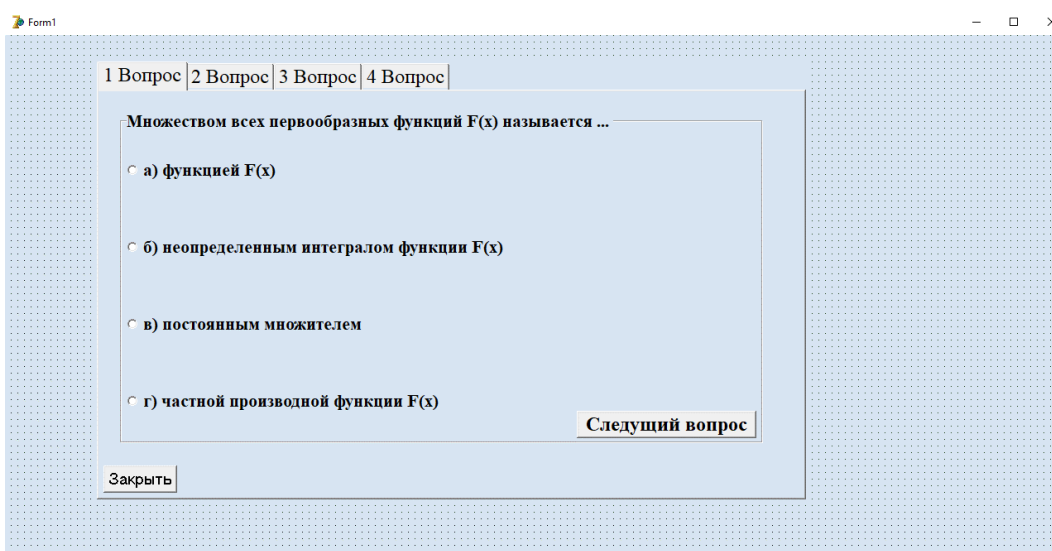 Form1
1 Вопрос 2 Вопрос 3 Вопрос 4 Вопрос
Множеством всех первообразных функций F(x) называется ...
а) функцией F(x)
б) неопределенным интегралом функции F(x)
в) постоянным множителем
г) частной производной функции F(x)
Следущий вопрос
Закрыть